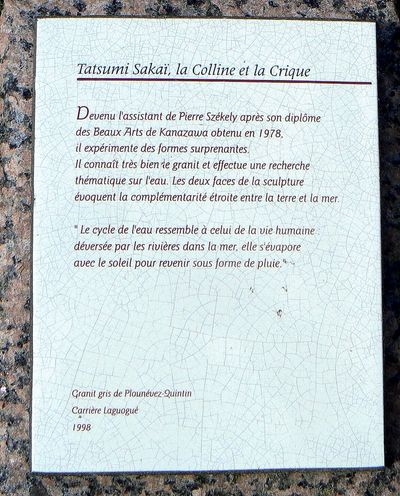 Tatsumi Sakaï, la Colline et la Crique
Devenu l'assistant de Pierre Székely après son diplôme
des Beaux Arts de Kanazawa obtenu en 1978,
il expérimente des formes surprenantes.
Il connaît très bien le granit et effectue une recherche
thématique sur l'eau. Les deux faces de la sculpture
évoquent la complémentarité étroite entre la terre et la mer.
" Le cycle de l'eau ressemble à celui de la vie humaine
déversée par les rivières dans la mer, elle s'évapore
avec le soleil pour revenir sous forme de pluie."
Granit gris de Plounévez-Quintin
Carrière Laguogué
1998